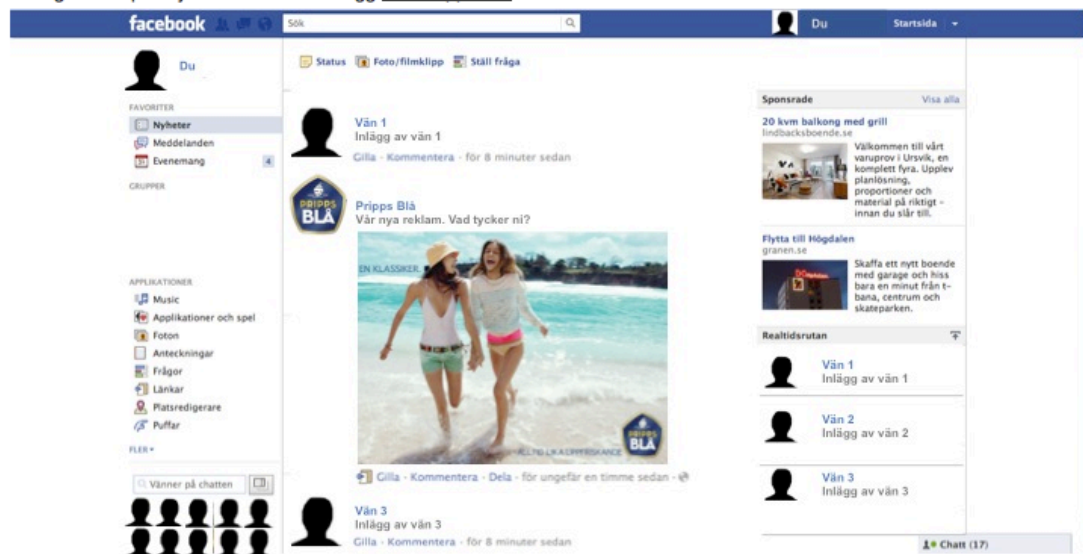 facebook
Sök
Du
Startsida
Du
FAVORITER
Nyheter
Meddelanden
Evenemang 4
GRUPPER
APPLIKATIONER
Music
Applikationer och spel
Foton
Anteckningar
Frågor
Länkar
Platsredigerare
Puffar
FLER
Vänner på chatten
Status Foto/filmklipp Ställ fråga
Vän 1
Inlägg av vän 1
Gilla · Kommentera · för 8 minuter sedan
PRIPPS
BLÅ
Pripps Blå
Vår nya reklam. Vad tycker ni?
EN KLASSIKER.
PRIPPS
BLÅ
ALLTID LIKA UPPFRISKANDE
Gilla · Kommentera · Dela · för ungefär en timme sedan ·
Vän 3
Inlägg av vän 3
Gilla · Kommentera · för 8 minuter sedan
Sponsrade Visa alla
20 kvm balkong med grill
lindbacksboende.se
Välkommen till vårt
varuprov i Ursvik, en
komplett fyra. Upplev
planlösning,
proportioner och
material på riktigt –
innan du slår till.
Flytta till Högdalen
granen.se
Skaffa ett nytt boende
med garage och hiss
bara en minut från t-
bana, centrum och
skateparken.
Realtidsrutan
Vän 1
Inlägg av vän 1
Vän 2
Inlägg av vän 2
Vän 3
Inlägg av vän 3
Chatt (17)